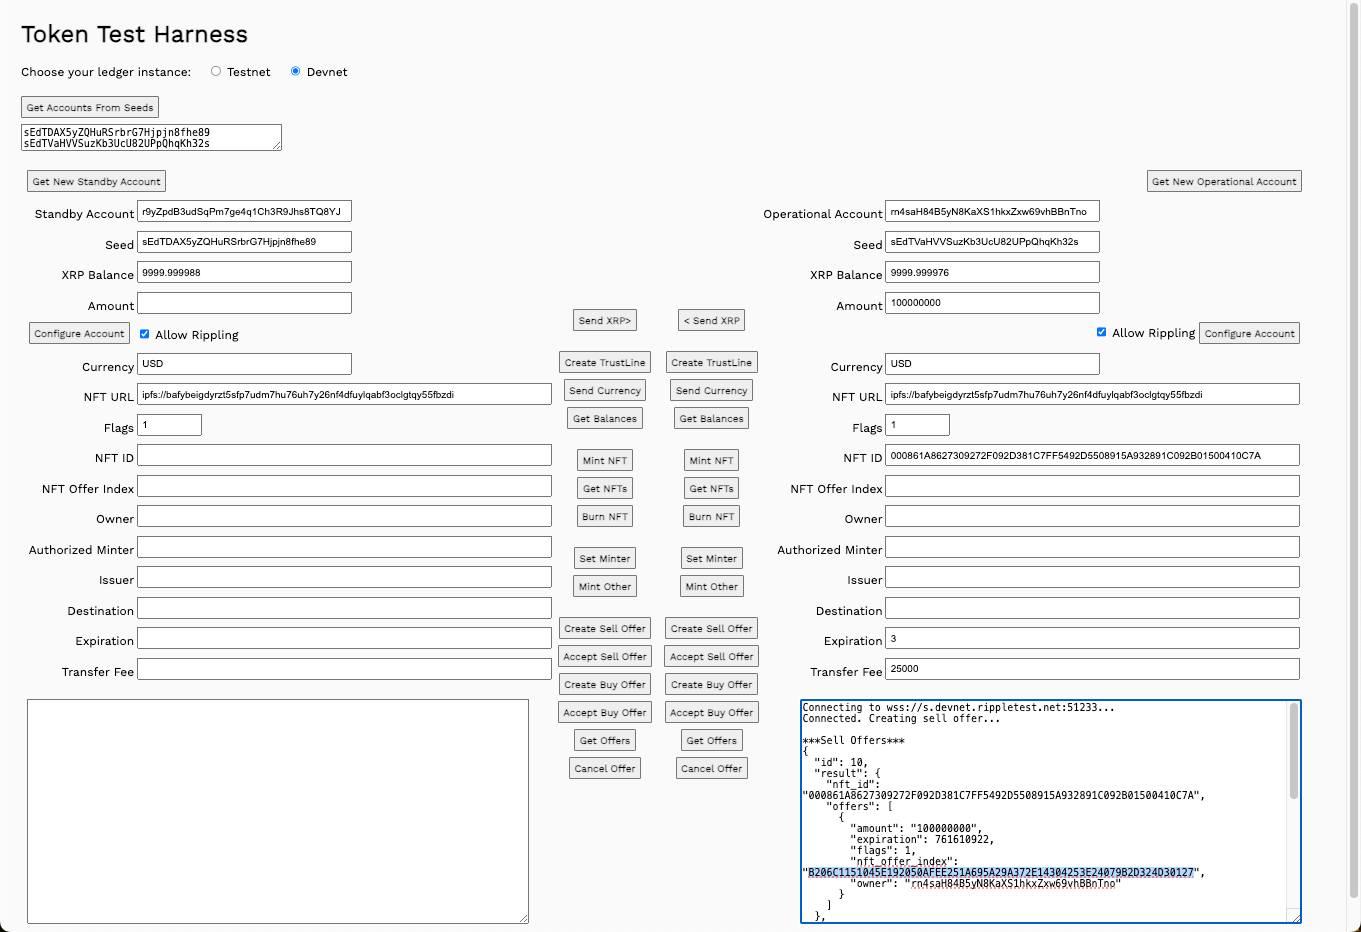 Token Test Harness
Choose your ledger instance: Testnet Devnet
Get Accounts From Seeds
sEdTDAX5yZQHuRSrbrG7Hjpjn8fhe89
sEdTVaHVVSuzKb3UcU82UPpQhqKh32s
Get New Standby Account
Get New Operational Account
Standby Account r9yZpdB3udSqPm7ge4q1Ch3R9Jhs8TQ8YJ
Seed sEdTDAX5yZQHuRSrbrG7Hjpjn8fhe89
XRP Balance 9999.999988
Amount
Configure Account Allow Rippling
Currency USD
NFT URL ipfs://bafybeigdyrzt5sfp7udm7hu76uh7y26nf4dfuylqabf3oclgtqy55fbzdi
Flags 1
NFT ID
NFT Offer Index
Owner
Authorized Minter
Issuer
Destination
Expiration
Transfer Fee
Send XRP> < Send XRP
Create TrustLine Create TrustLine
Send Currency Send Currency
Get Balances Get Balances
Mint NFT Mint NFT
Get NFTs Get NFTs
Burn NFT Burn NFT
Set Minter Set Minter
Mint Other Mint Other
Create Sell Offer Create Sell Offer
Accept Sell Offer Accept Sell Offer
Create Buy Offer Create Buy Offer
Accept Buy Offer Accept Buy Offer
Get Offers Get Offers
Cancel Offer Cancel Offer
Operational Account rn4saH84B5yN8KaXS1hkxZxw69vhBBnTno
Seed sEdTVaHVVSuzKb3UcU82UPpQhqKh32s
XRP Balance 9999.999976
Amount 100000000
Allow Rippling Configure Account
Currency USD
NFT URL ipfs://bafybeigdyrzt5sfp7udm7hu76uh7y26nf4dfuylqabf3oclgtqy55fbzdi
Flags 1
NFT ID 000861A8627309272F092D381C7FF5492D5508915A932891C092B01500410C7A
NFT Offer Index
Owner
Authorized Minter
Issuer
Destination
Expiration 3
Transfer Fee 25000
Connecting to wss://s.devnet.rippletest.net:51233...
Connected. Creating sell offer...
***Sell Offers***
{
"id": 10,
"result": {
"nft_id":
"000861A8627309272F092D381C7FF5492D5508915A932891C092B01500410C7A",
"offers": [
{
"amount": "100000000",
"expiration": 761610922,
"flags": 1,
"nft_offer_index":
"B206C1151045E192050AFEE251A695A29A372E14304253E24079B2D324D30127",
"owner": "rn4saH84B5yN8KaXS1hkxZxw69vhBBnTno"
}
]
},